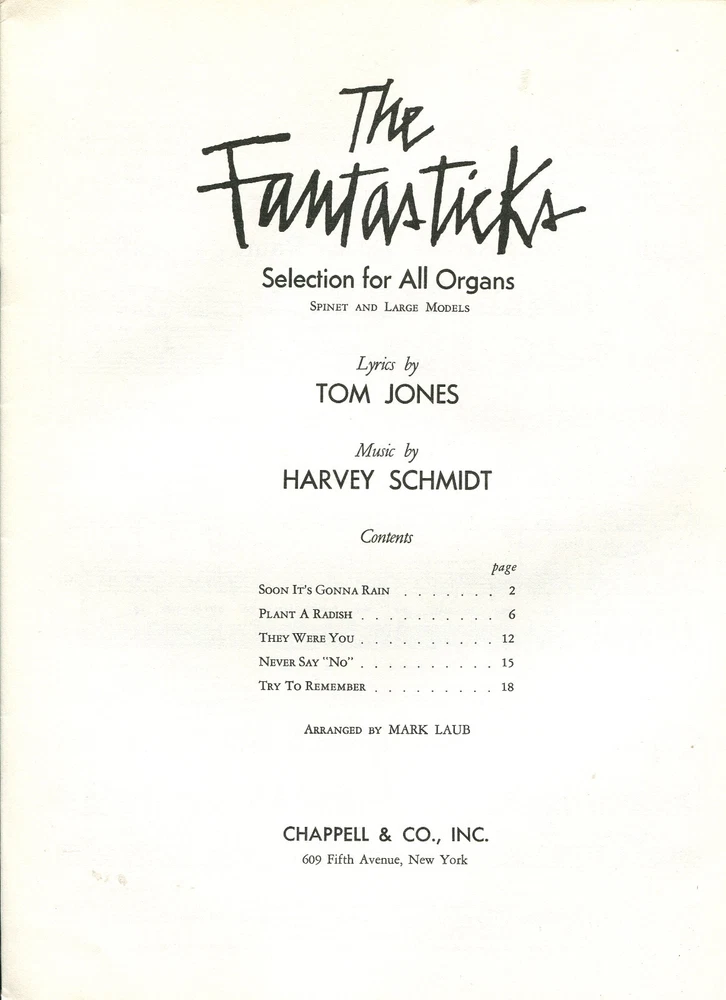 The
Fantasticks
Selection for All Organs
Spinet and Large Models
Lyrics by
TOM JONES
Music by
HARVEY SCHMIDT
Contents
page
Soon It's Gonna Rain . . . . . . . 2
Plant A Radish . . . . . . . . . . 6
They Were You . . . . . . . . . . 12
Never Say "No" . . . . . . . . . . 15
Try To Remember . . . . . . . . . 18
Arranged by MARK LAUB
CHAPPELL & CO., INC.
609 Fifth Avenue, New York